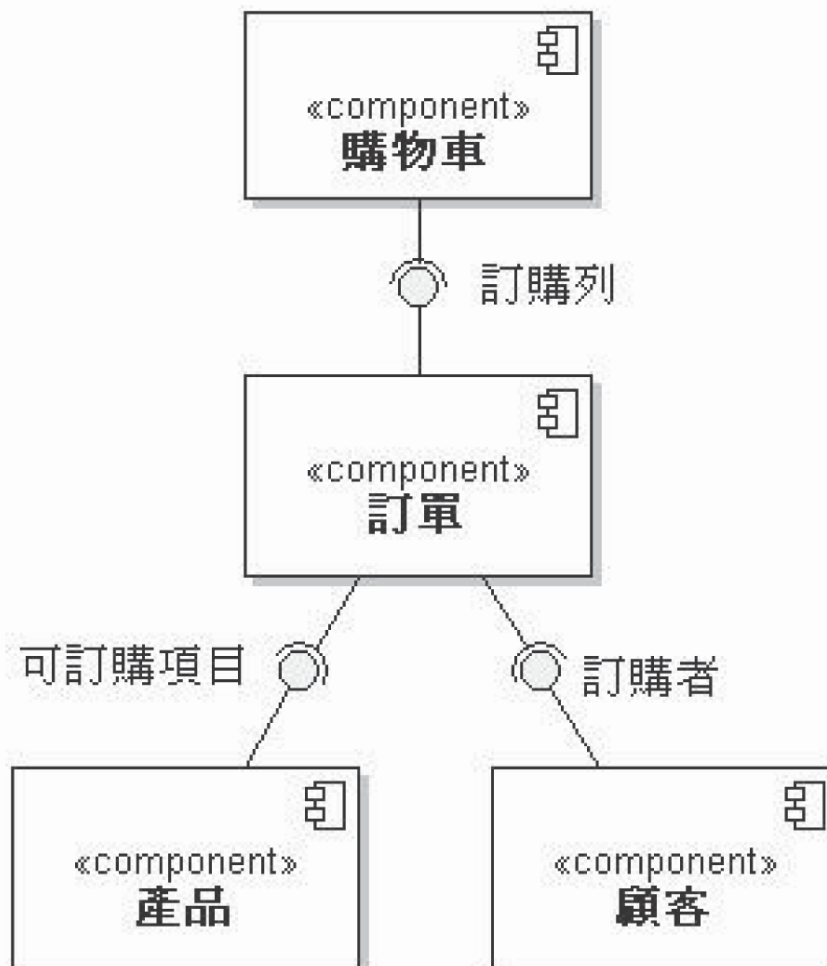 «component»
購物車
訂購列
«component»
訂單
可訂購項目
訂購者
«component»
產品
«component»
顧客